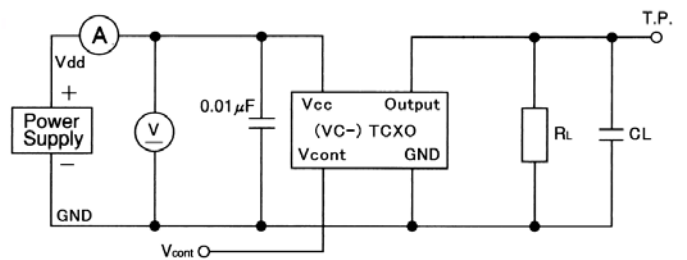 T.P.
A
Vdd
+
Power
Supply
−
GND
V
0.01μF
Vcc Output
(VC-) TCXO
Vcont GND
RL
CL
Vcont